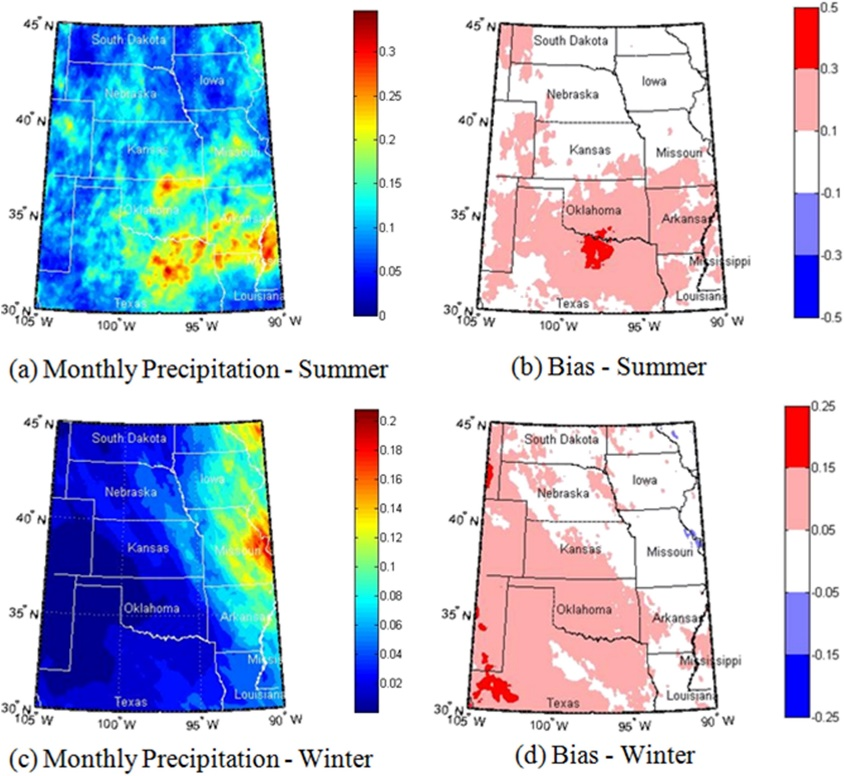 45° N
40°
35° N
30° N
105° W
100° W
95° W
90° W
South Dakota
Iowa
Nebraska
Kansas
Missouri
Oklahoma
Arkansas
Texas
Louisiana
0.3
0.25
0.2
0.15
0.1
0.05
0
(a) Monthly Precipitation - Summer
45° N
40°
35° N
30° N
105° W
100° W
95° W
90° W
South Dakota
Iowa
Nebraska
Kansas
Missouri
Oklahoma
Arkansas
Mississippi
Texas
Louisiana
0.5
0.3
0.1
-0.1
-0.3
-0.5
(b) Bias - Summer
45° N
40° N
35° N
30° N
105° W
100° W
95° W
90° W
South Dakota
Iowa
Nebraska
Kansas
Missouri
Oklahoma
Arkansas
Missis
Texas
Louisiana
0.2
0.18
0.16
0.14
0.12
0.1
0.08
0.06
0.04
0.02
(c) Monthly Precipitation - Winter
45° N
40° N
35° N
30° N
105° W
100° W
95° W
90° W
South Dakota
Iowa
Nebraska
Kansas
Missouri
Oklahoma
Arkansas
Mississippi
Texas
Louisiana
0.25
0.15
0.05
-0.05
-0.15
-0.25
(d) Bias - Winter